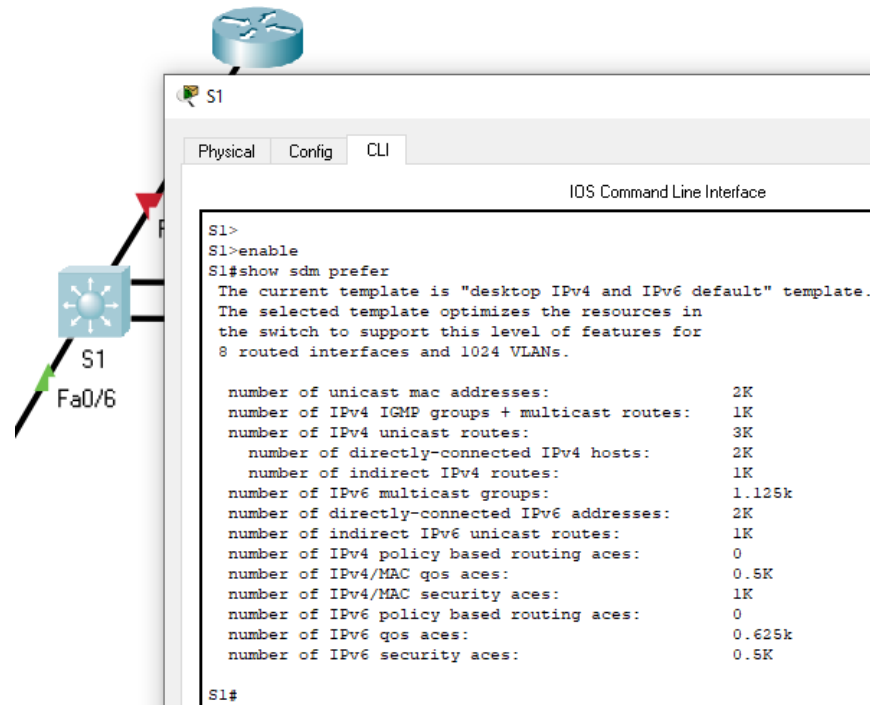 S1
Physical Config CLI
IOS Command Line Interface
S1>
S1>enable
S1#show sdm prefer
The current template is "desktop IPv4 and IPv6 default" template.
The selected template optimizes the resources in
the switch to support this level of features for
8 routed interfaces and 1024 VLANs.
number of unicast mac addresses: 2K
number of IPv4 IGMP groups + multicast routes: 1K
number of IPv4 unicast routes: 3K
number of directly-connected IPv4 hosts: 2K
number of indirect IPv4 routes: 1K
number of IPv6 multicast groups: 1.125k
number of directly-connected IPv6 addresses: 2K
number of indirect IPv6 unicast routes: 1K
number of IPv4 policy based routing aces: 0
number of IPv4/MAC qos aces: 0.5K
number of IPv4/MAC security aces: 1K
number of IPv6 policy based routing aces: 0
number of IPv6 qos aces: 0.625k
number of IPv6 security aces: 0.5K
S1#
S1
Fa0/6